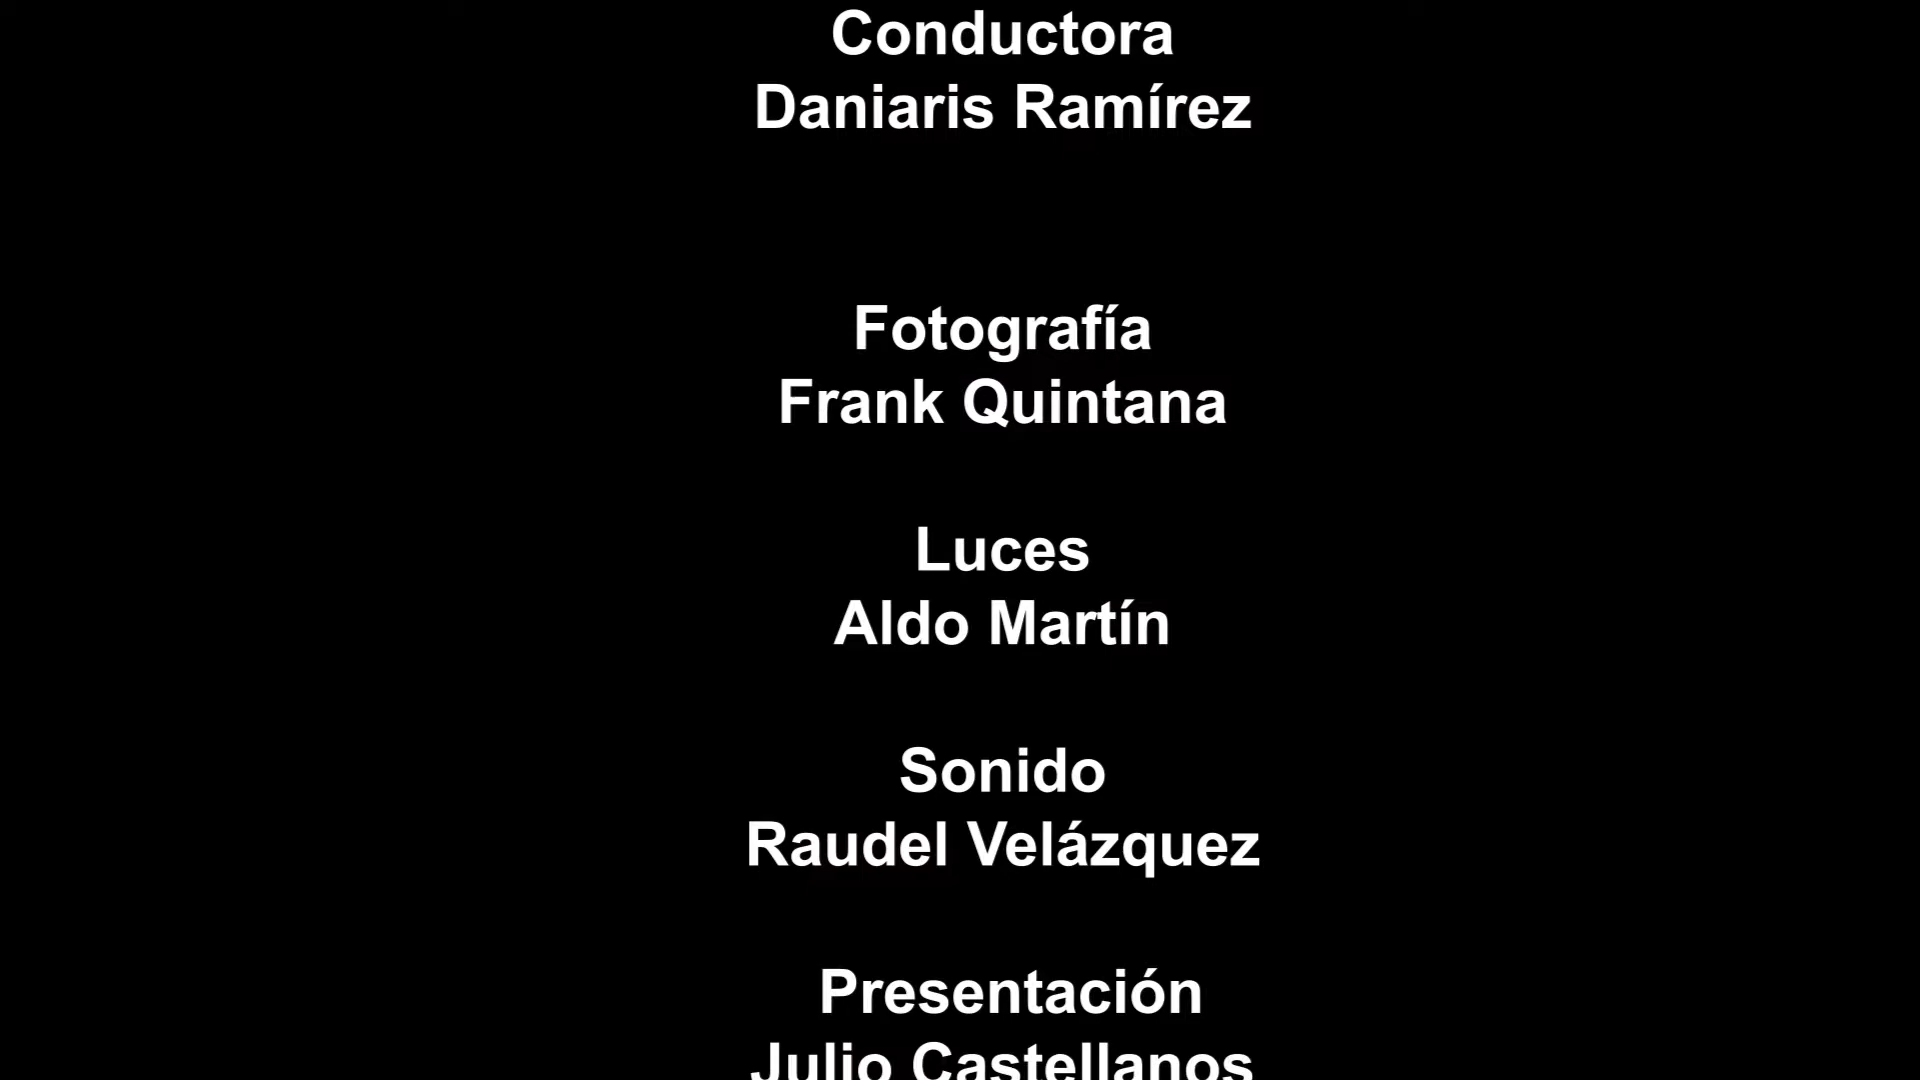 Conductora
Daniaris Ramírez
Fotografía
Frank Quintana
Luces
Aldo Martín
Sonido
Raudel Velázquez
Presentación
Julio Castellanos